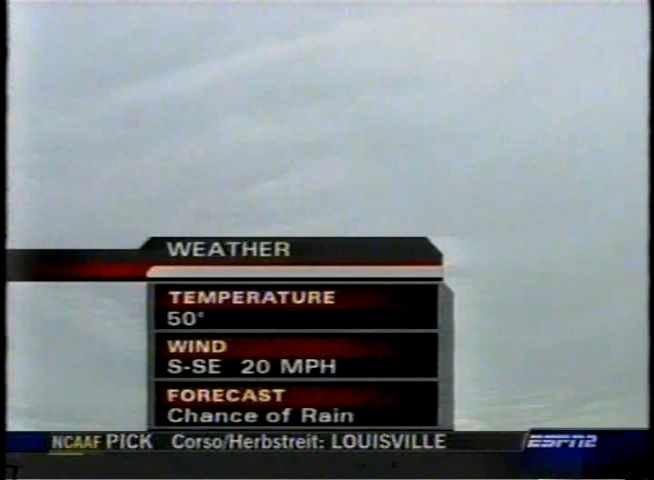 WEATHER
TEMPERATURE
50°
WIND
S-SE 20 MPH
FORECAST
Chance of Rain
NCAAF PICK Corso/Herbstreit: LOUISVILLE ESPN2